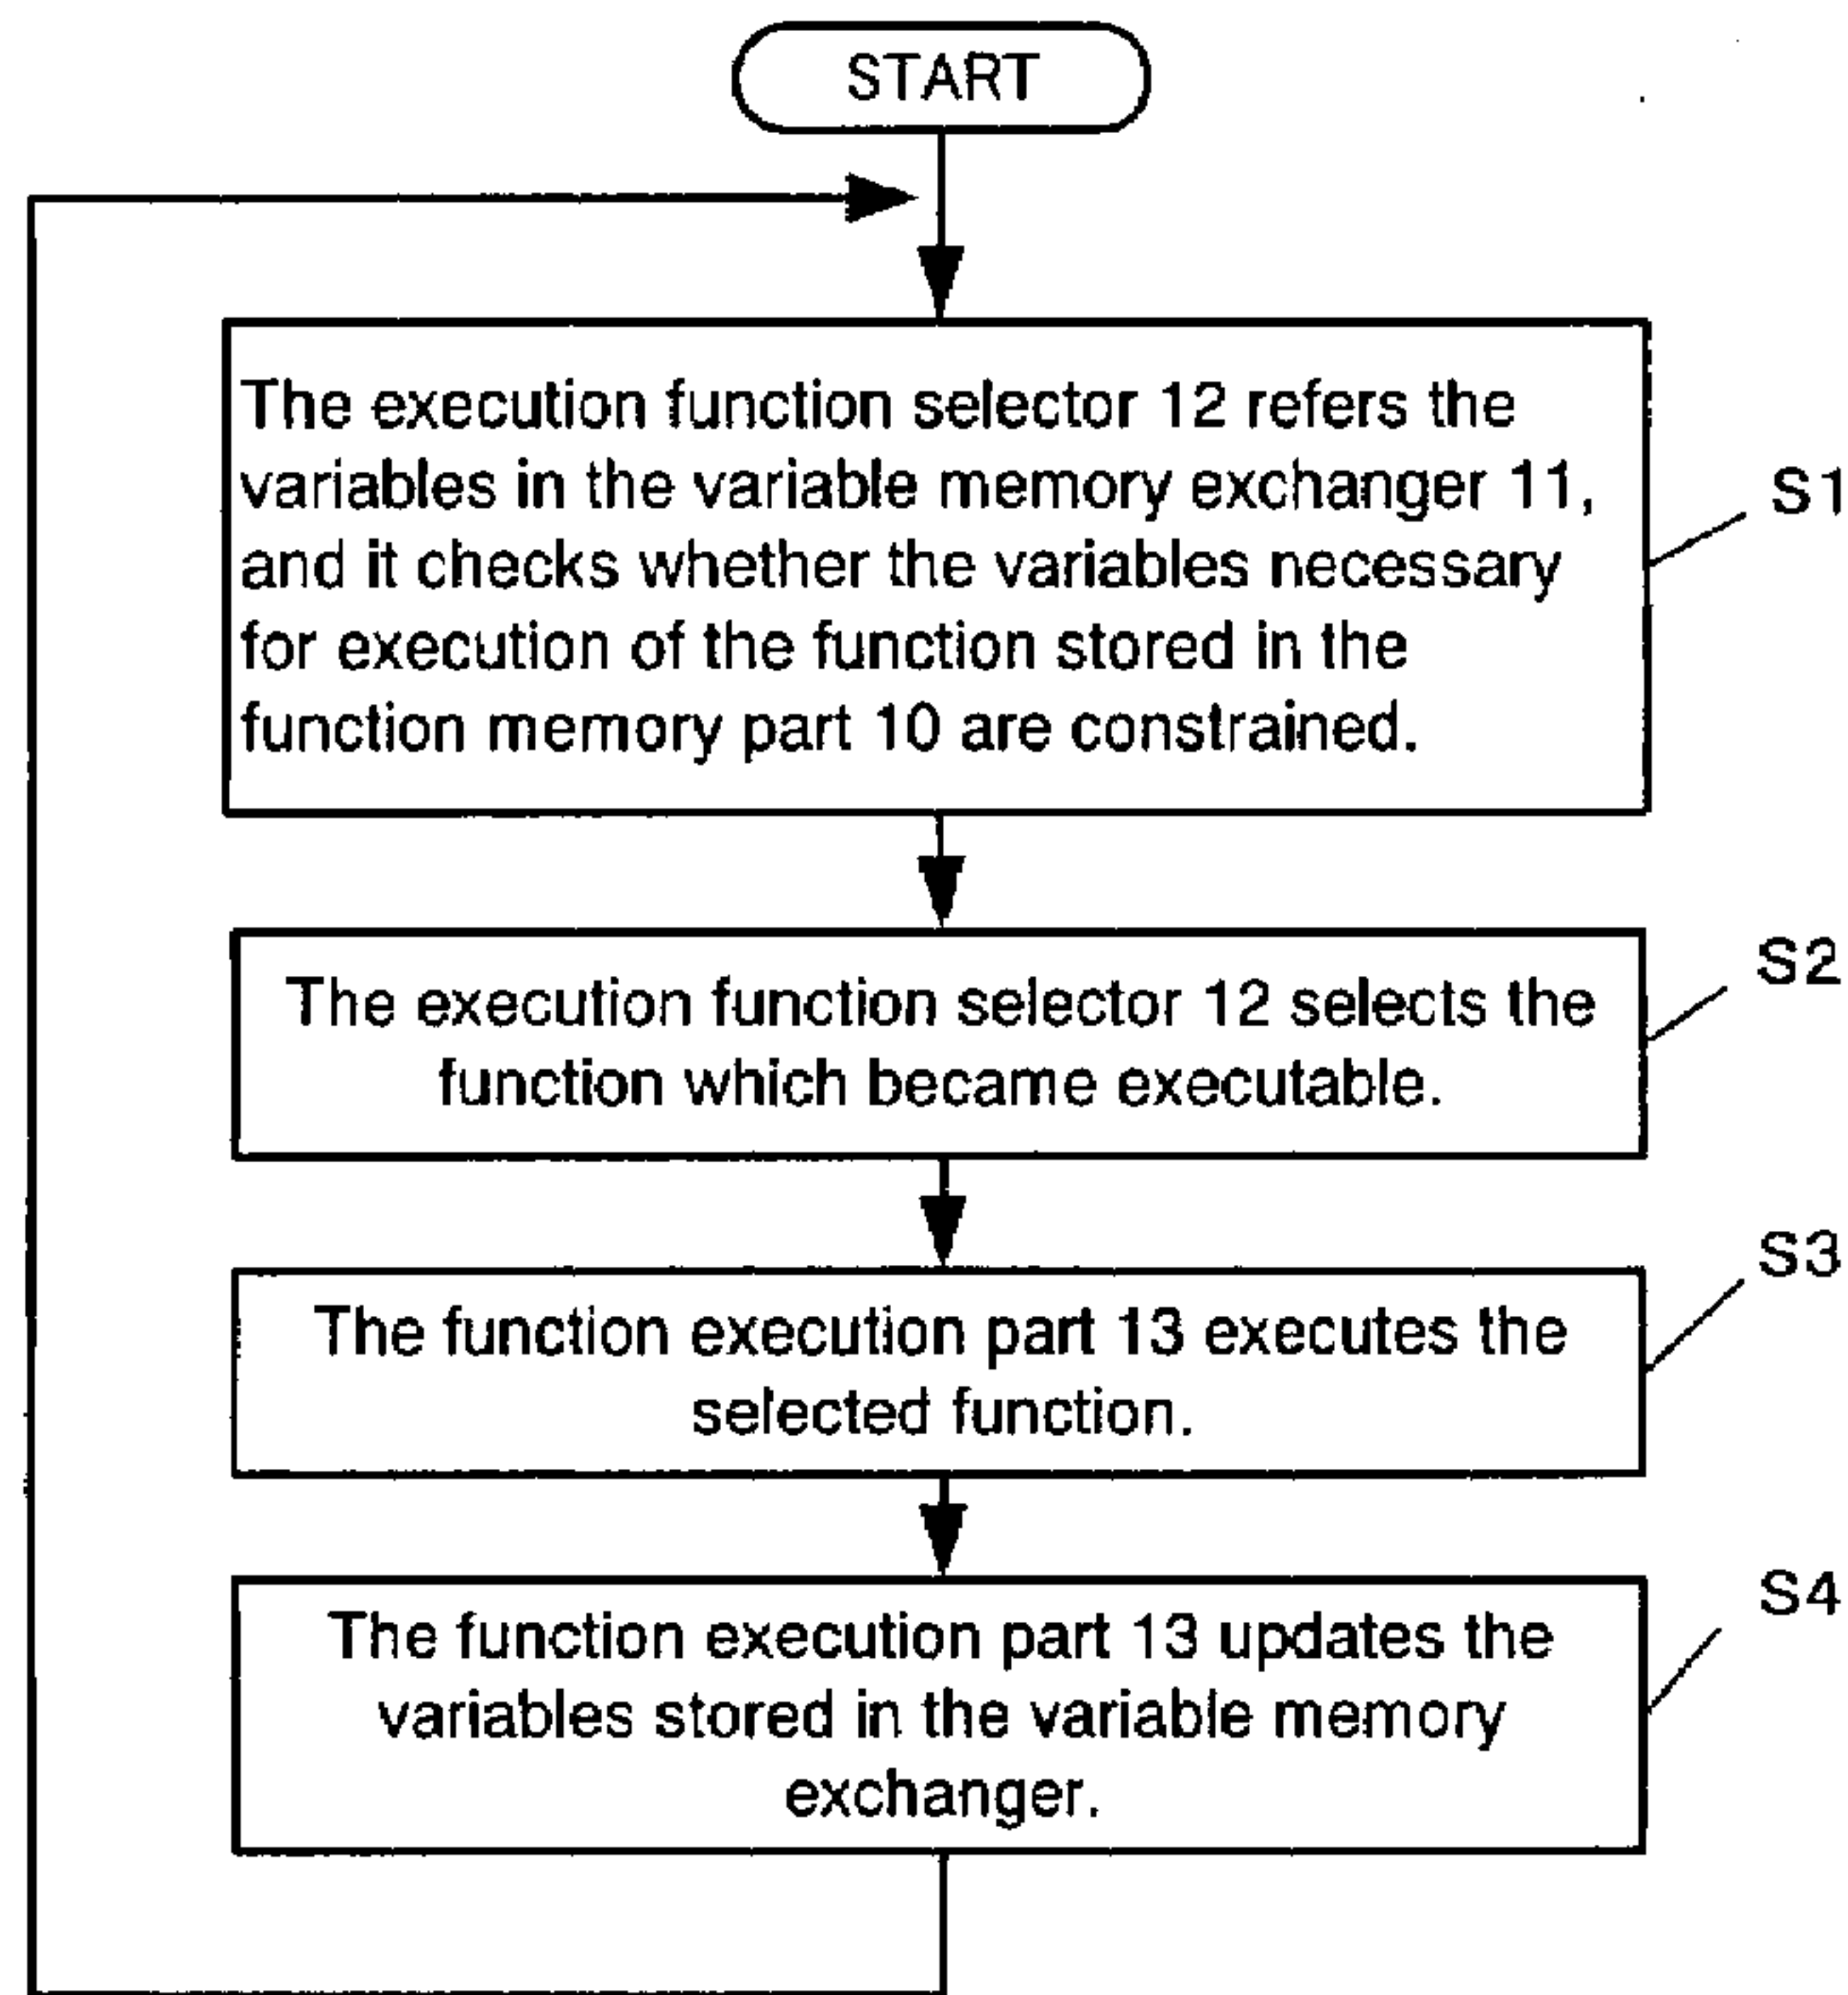 START
The execution function selector 12 refers the
variables in the variable memory exchanger 11,
and it checks whether the variables necessary
for execution of the function stored in the
function memory part 10 are constrained.
S1
The execution function selector 12 selects the
function which became executable.
S2
The function execution part 13 executes the
selected function.
S3
The function execution part 13 updates the
variables stored in the variable memory
exchanger.
S4